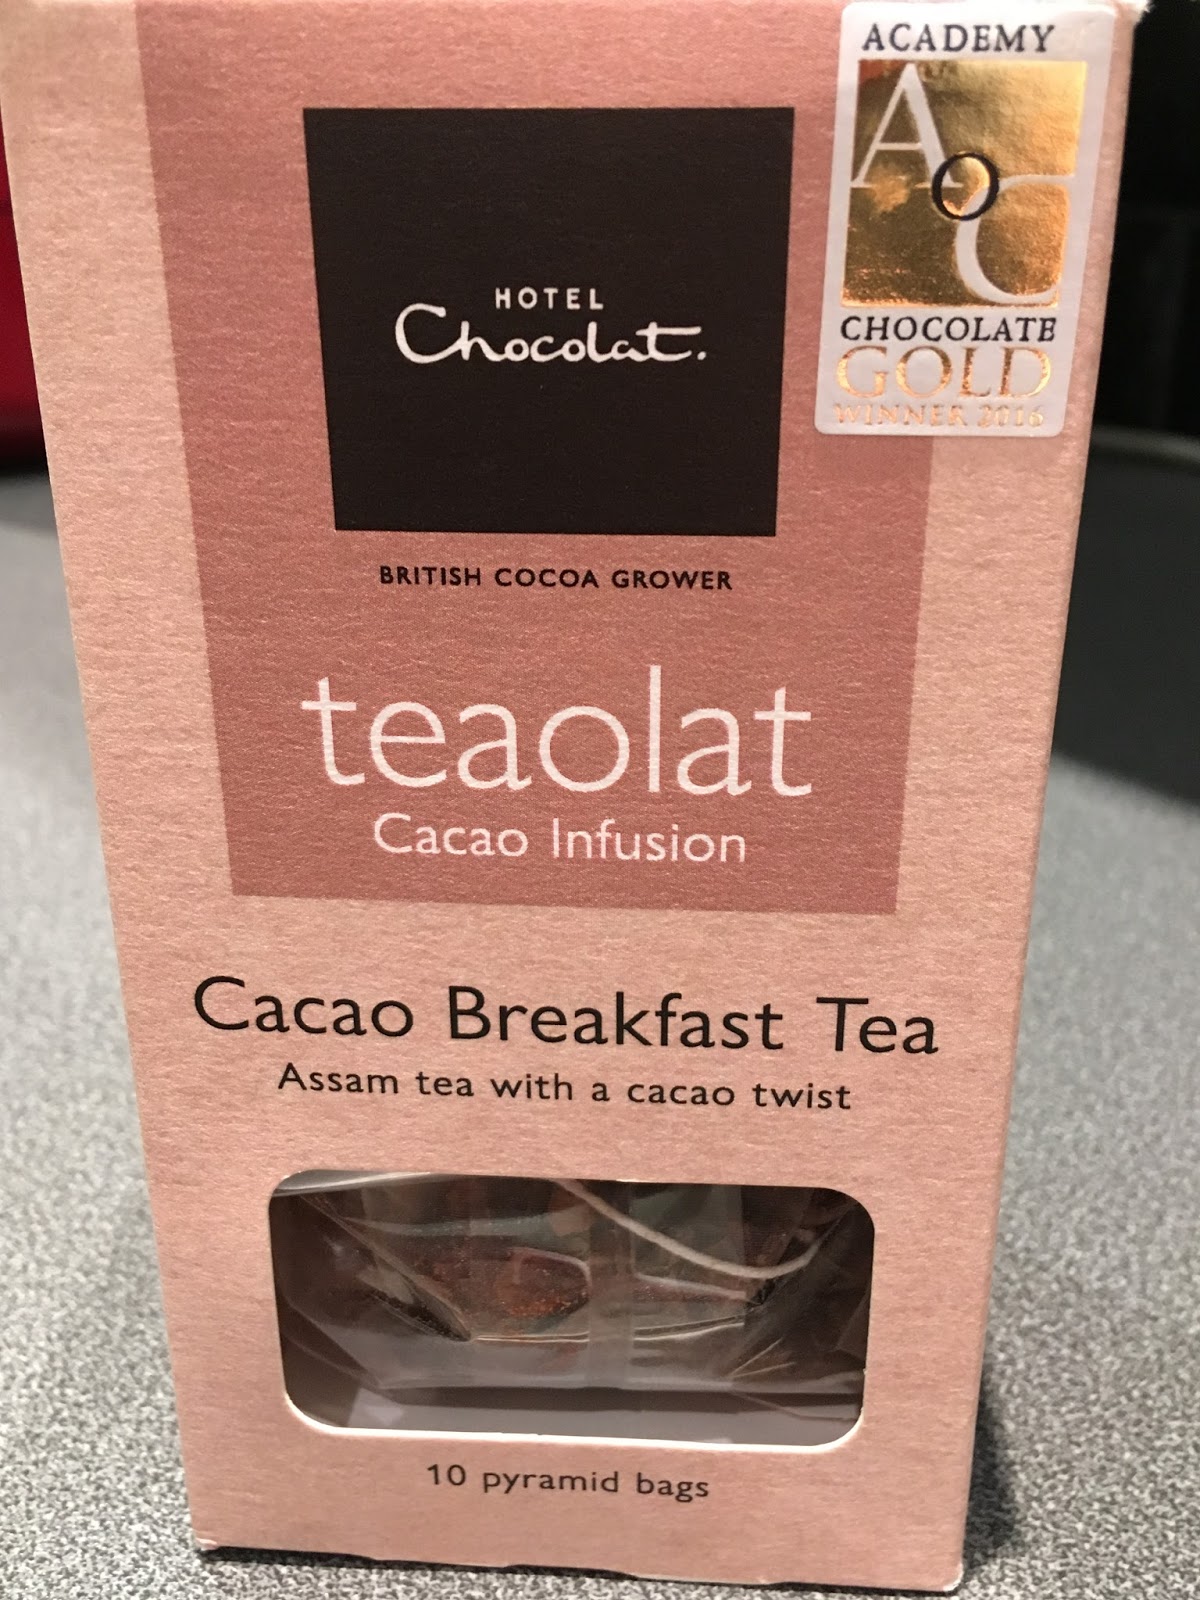 ACADEMY
AOC
CHOCOLATE
GOLD
WINNER 2016
HOTEL
Chocolat.
BRITISH COCOA GROWER
teaolat
Cacao Infusion
Cacao Breakfast Tea
Assam tea with a cacao twist
10 pyramid bags